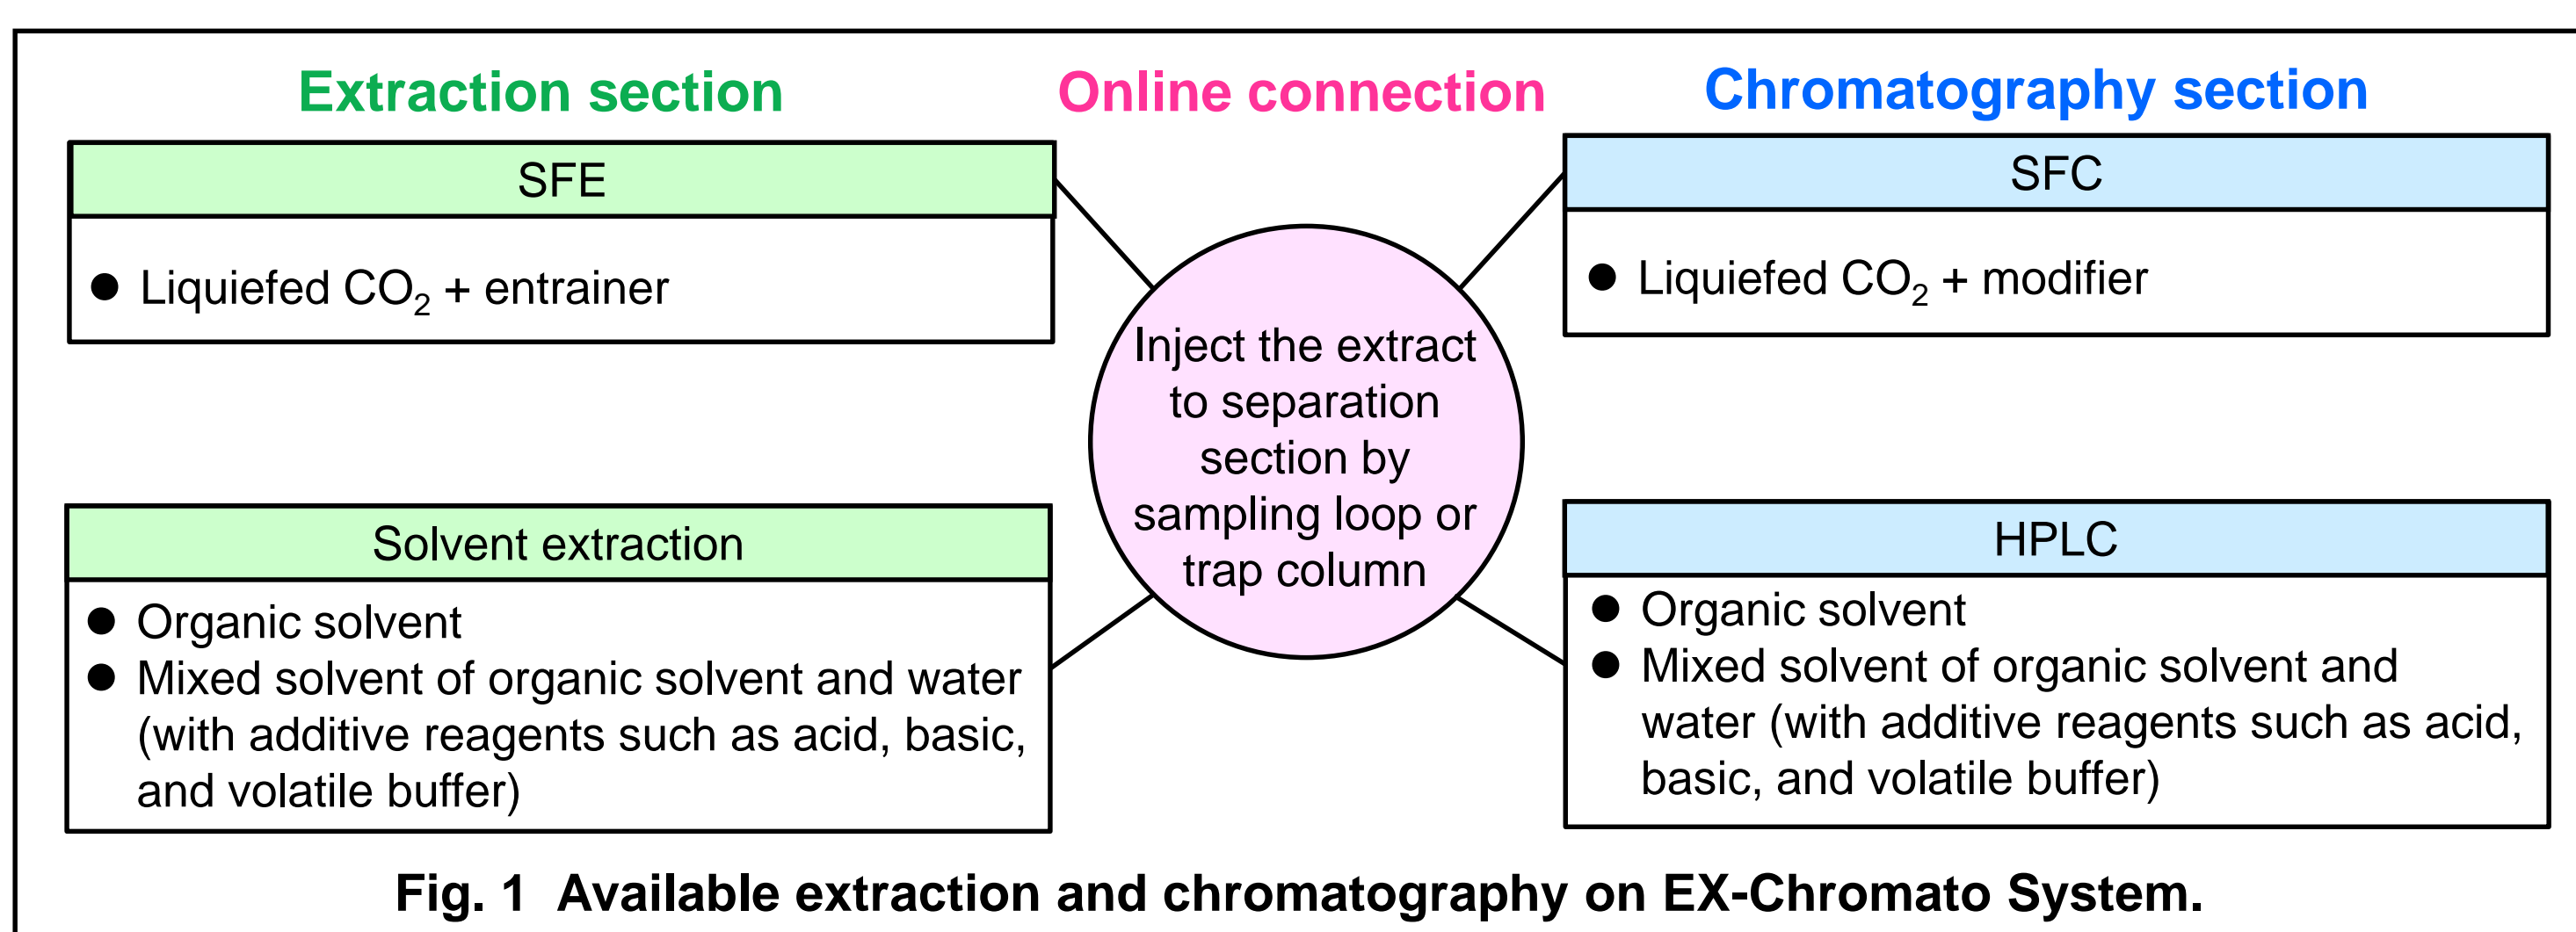 Extraction section
Online connection
Chromatography section
SFE
● Liquiefed CO₂ + entrainer
Solvent extraction
● Organic solvent
● Mixed solvent of organic solvent and water
(with additive reagents such as acid, basic,
and volatile buffer)
Inject the extract
to separation
section by
sampling loop or
trap column
SFC
● Liquiefed CO₂ + modifier
HPLC
● Organic solvent
● Mixed solvent of organic solvent and
water (with additive reagents such as acid,
basic, and volatile buffer)
Fig. 1 Available extraction and chromatography on EX-Chromato System.